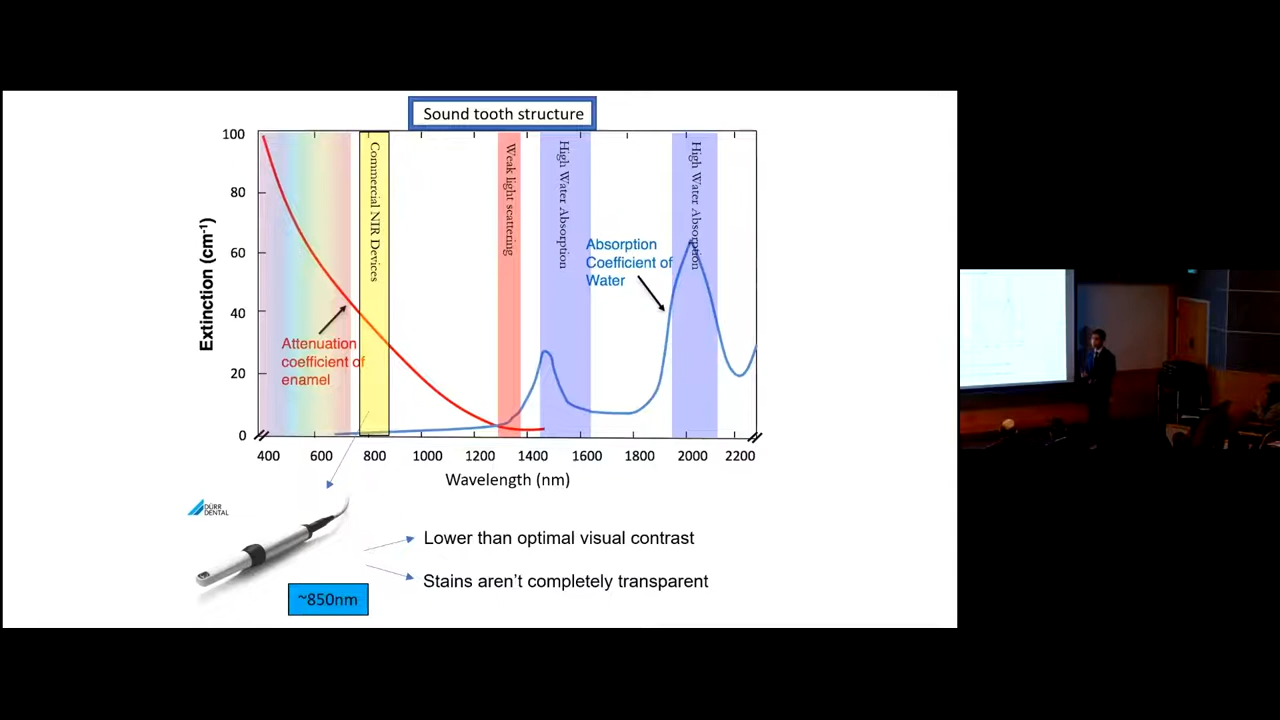 Sound tooth structure
100
80
60
40
20
0
Extinction (cm-1)
Commercial NIR Devices
Weak light scattering
High Water Absorption
High Water Absorption
Absorption
Coefficient of
Water
Attenuation
coefficient of
enamel
400 600 800 1000 1200 1400 1600 1800 2000 2200
Wavelength (nm)
DÜRR
DENTAL
Lower than optimal visual contrast
Stains aren’t completely transparent
~850nm